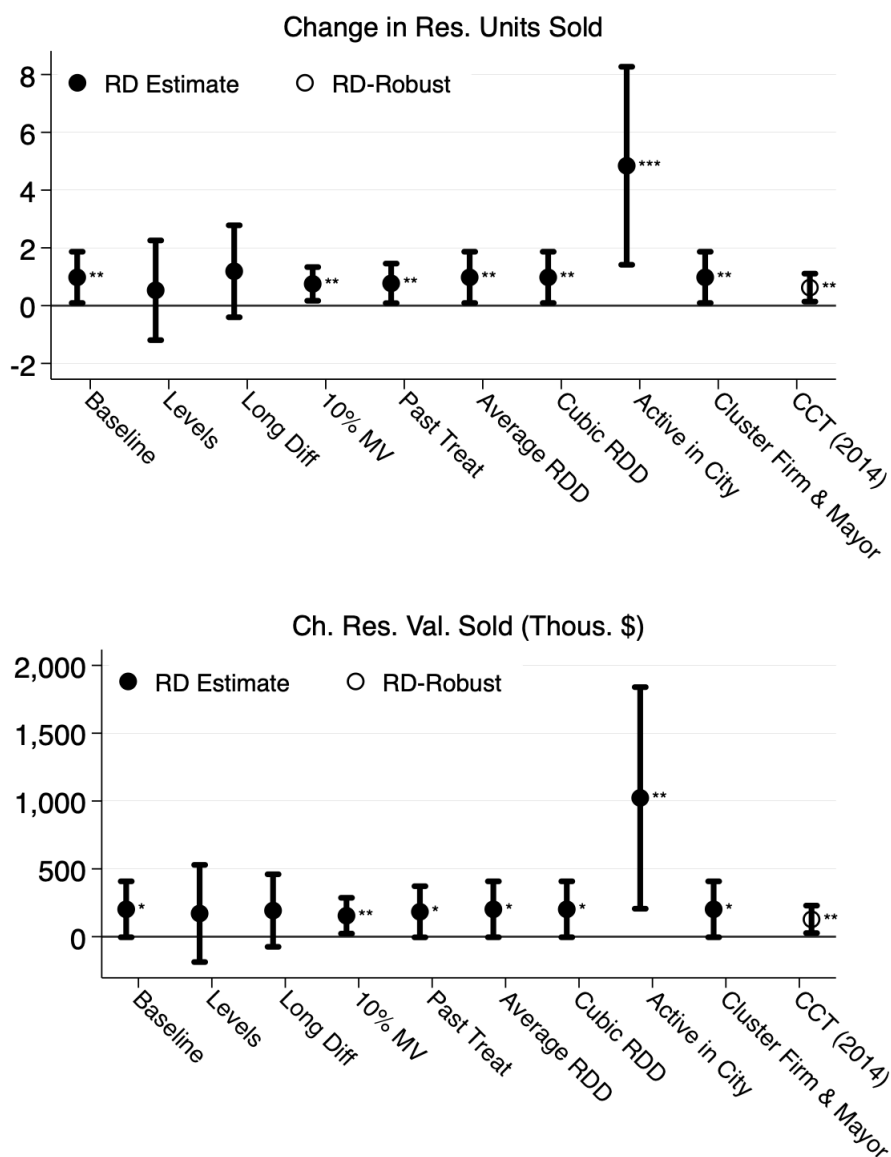 Change in Res. Units Sold
RD Estimate RD-Robust
8
6
4
2
0
-2
**
**
**
**
**
***
**
**
Baseline
Levels
Long Diff
10% MV
Past Treat
Average RDD
Cubic RDD
Active in City
Cluster Firm & Mayor
CCT (2014)
Ch. Res. Val. Sold (Thous. $)
RD Estimate RD-Robust
2,000
1,500
1,000
500
0
*
**
*
*
*
**
*
**
Baseline
Levels
Long Diff
10% MV
Past Treat
Average RDD
Cubic RDD
Active in City
Cluster Firm & Mayor
CCT (2014)